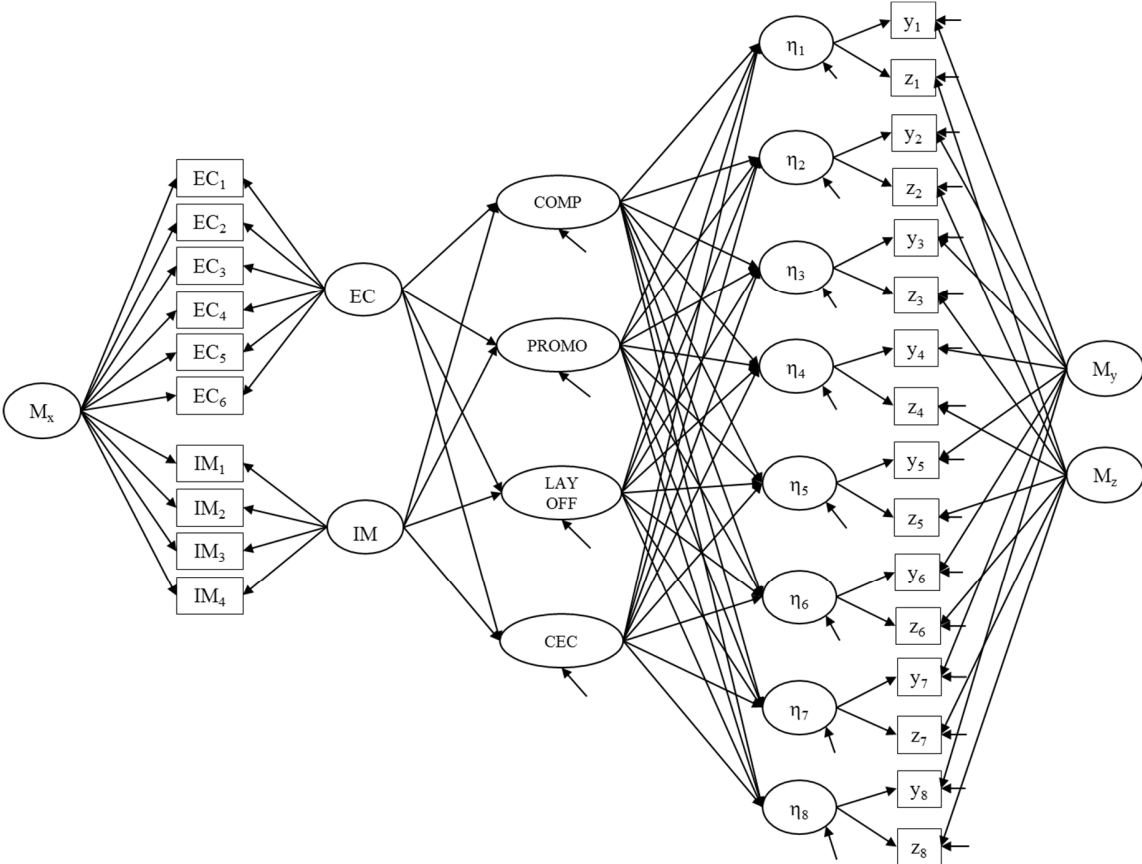 Mₓ
EC₁
EC₂
EC₃
EC₄
EC₅
EC₆
IM₁
IM₂
IM₃
IM₄
EC
IM
COMP
PROMO
LAY
OFF
CEC
η₁
η₂
η₃
η₄
η₅
η₆
η₇
η₈
y₁
z₁
y₂
z₂
y₃
z₃
y₄
z₄
y₅
z₅
y₆
z₆
y₇
z₇
y₈
z₈
M_y
M_z